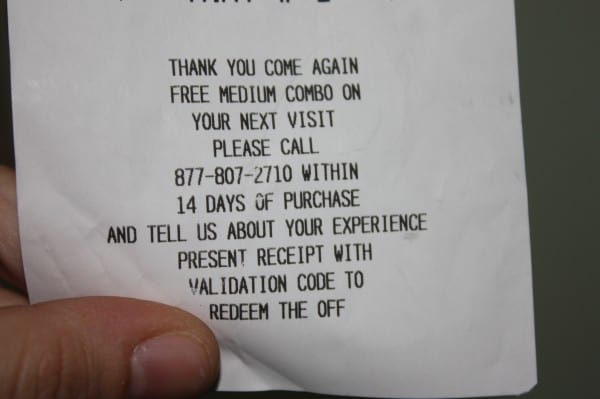 THANK YOU COME AGAIN
FREE MEDIUM COMBO ON
YOUR NEXT VISIT
PLEASE CALL
877-807-2710 WITHIN
14 DAYS OF PURCHASE
AND TELL US ABOUT YOUR EXPERIENCE
PRESENT RECEIPT WITH
VALIDATION CODE TO
REDEEM THE OFF